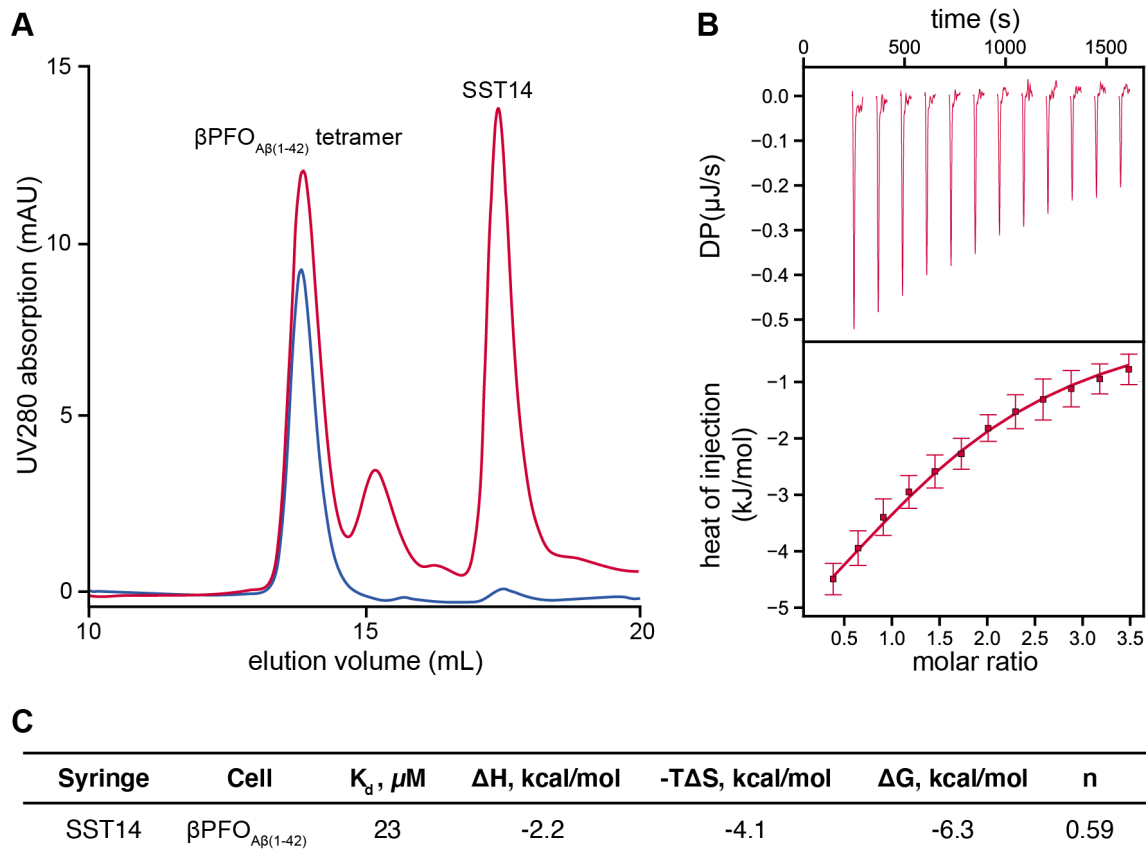 A
15
10
5
0
10
15
20
UV280 absorption (mAU)
elution volume (mL)
βPFOAβ(1-42) tetramer
SST14
B
time (s)
0 500 1000 1500
0.0
−0.1
−0.2
−0.3
−0.4
−0.5
DP(μJ/s)
−1
−2
−3
−4
−5
heat of injection
(kJ/mol)
0.5 1.0 1.5 2.0 2.5 3.0 3.5
molar ratio
C
Syringe Cell Kd, μM ΔH, kcal/mol -TΔS, kcal/mol ΔG, kcal/mol n
SST14 βPFOAβ(1-42) 23 -2.2 -4.1 -6.3 0.59